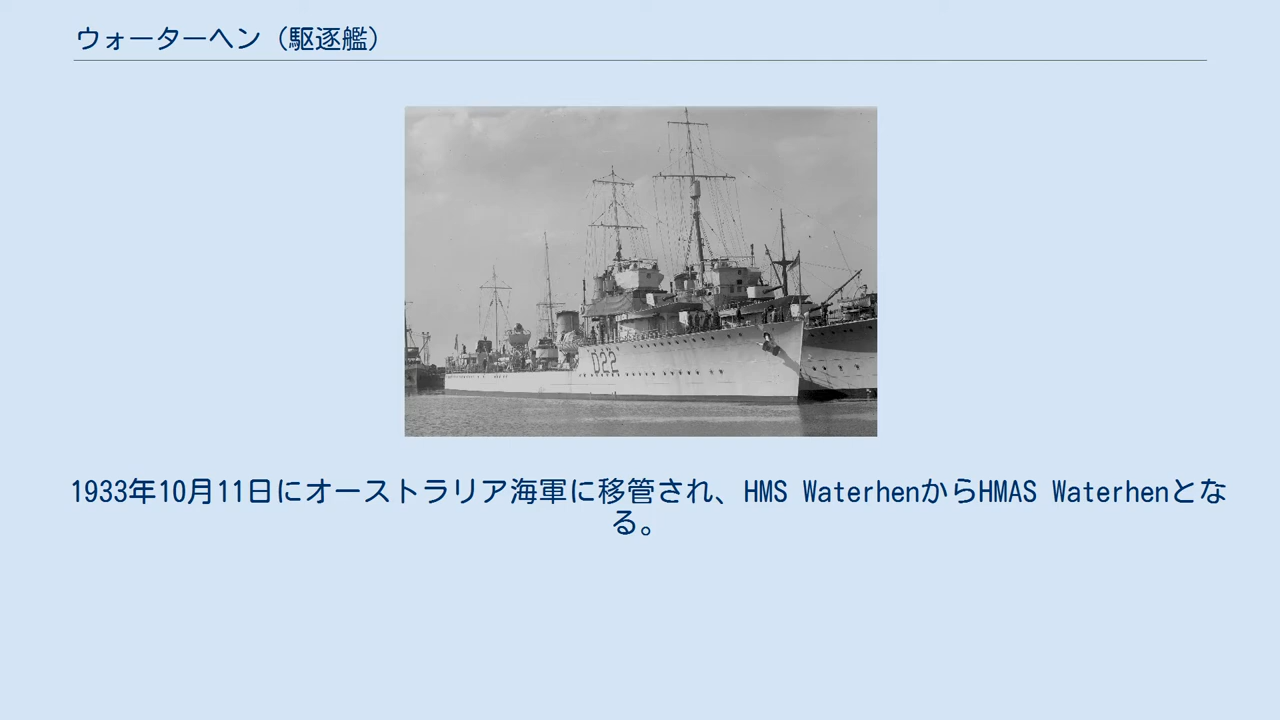 ウォーターヘン（駆逐艦）
D22
1933年10月11日にオーストラリア海軍に移管され、HMS WaterhenからHMAS Waterhenとな
る。